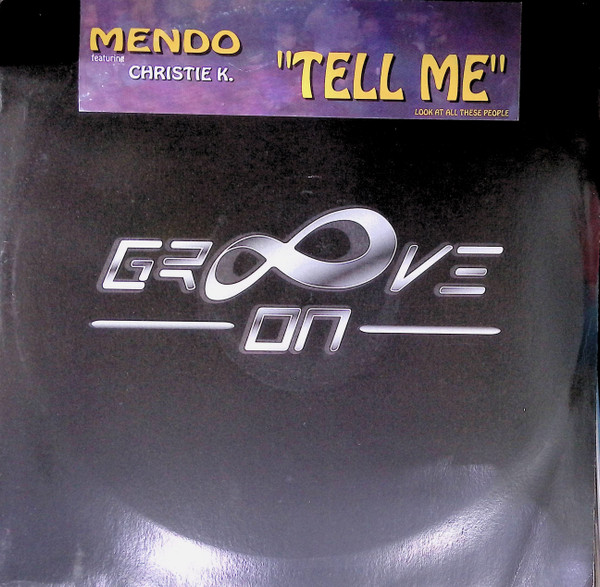 MENDO
featuring
CHRISTIE K.
"TELL ME"
LOOK AT ALL THESE PEOPLE
GROOVE
ON